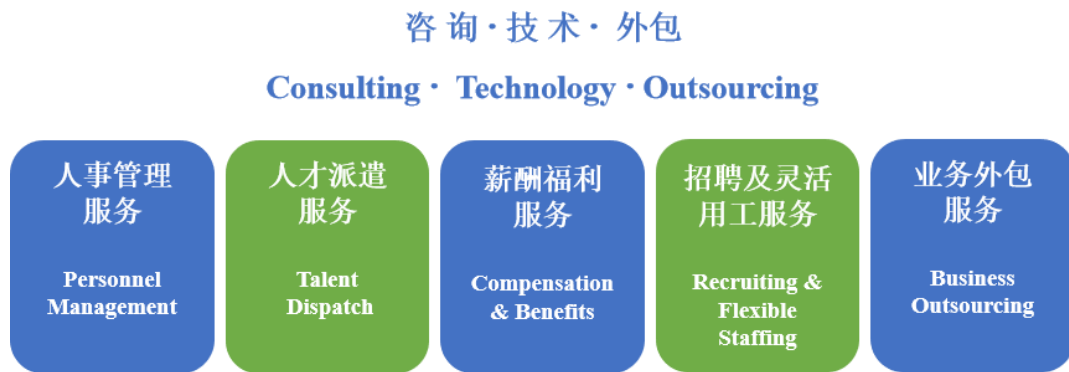 咨 询 · 技 术 · 外包
Consulting · Technology · Outsourcing
人事管理
服务
Personnel
Management
人才派遣
服务
Talent
Dispatch
薪酬福利
服务
Compensation
& Benefits
招聘及灵活
用工服务
Recruiting &
Flexible
Staffing
业务外包
服务
Business
Outsourcing